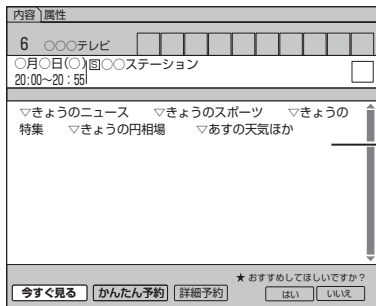 内容 属性
6 ○○○テレビ
○月○日(○) 回○○ステーション
20:00~20:55
▽きょうのニュース ▽きょうのスポーツ ▽きょうの
特集 ▽きょうの円相場 ▽あすの天気ほか
★ おすすめしてほしいですか?
今すぐ見る かんたん予約 詳細予約 はい いいえ